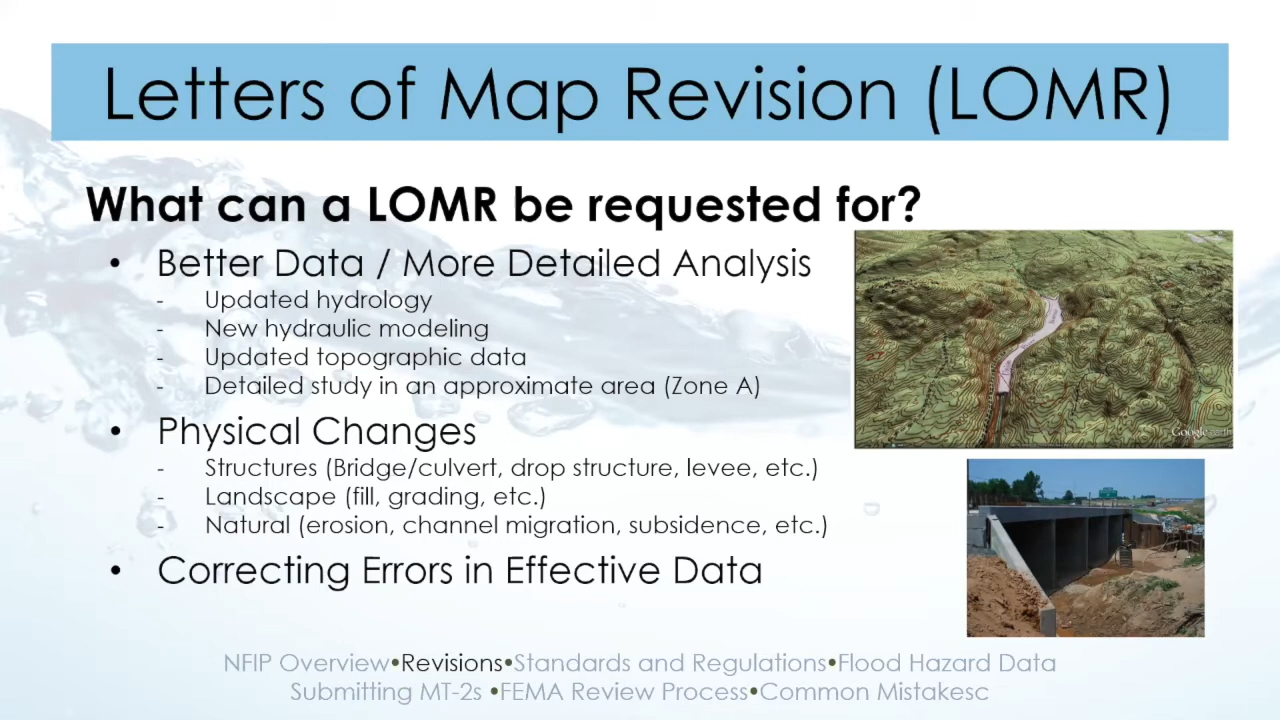 Letters of Map Revision (LOMR)
What can a LOMR be requested for?
• Better Data / More Detailed Analysis
- Updated hydrology
- New hydraulic modeling
- Updated topographic data
- Detailed study in an approximate area (Zone A)
• Physical Changes
- Structures (Bridge/culvert, drop structure, levee, etc.)
- Landscape (fill, grading, etc.)
- Natural (erosion, channel migration, subsidence, etc.)
• Correcting Errors in Effective Data
Google earth
NFIP Overview•Revisions•Standards and Regulations•Flood Hazard Data
Submitting MT-2s •FEMA Review Process•Common Mistakesc